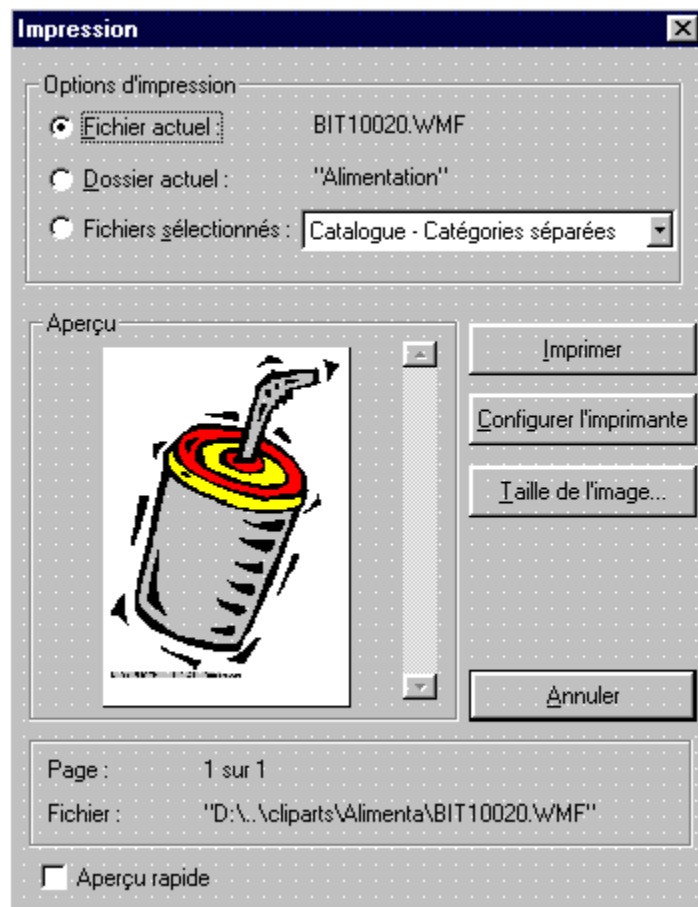 Impression
Options d'impression
Fichier actuel : BIT10020.WMF
Dossier actuel : "Alimentation"
Fichiers sélectionnés : Catalogue - Catégories séparées
Aperçu
Imprimer
Configurer l'imprimante
Taille de l'image...
Annuler
Page : 1 sur 1
Fichier : "D:\..\cliparts\Alimenta\BIT10020.WMF"
Aperçu rapide